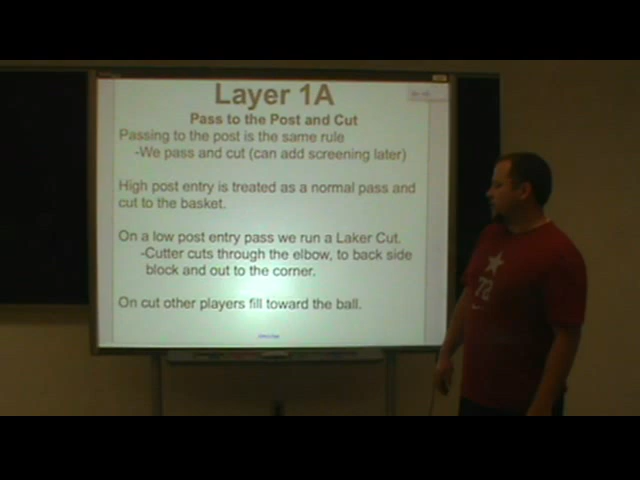 Layer 1A
Pass to the Post and Cut
Passing to the post is the same rule
-We pass and cut (can add screening later)
High post entry is treated as a normal pass and
cut to the basket.
On a low post entry pass we run a Laker Cut.
-Cutter cuts through the elbow, to back side
block and out to the corner.
On cut other players fill toward the ball.
72